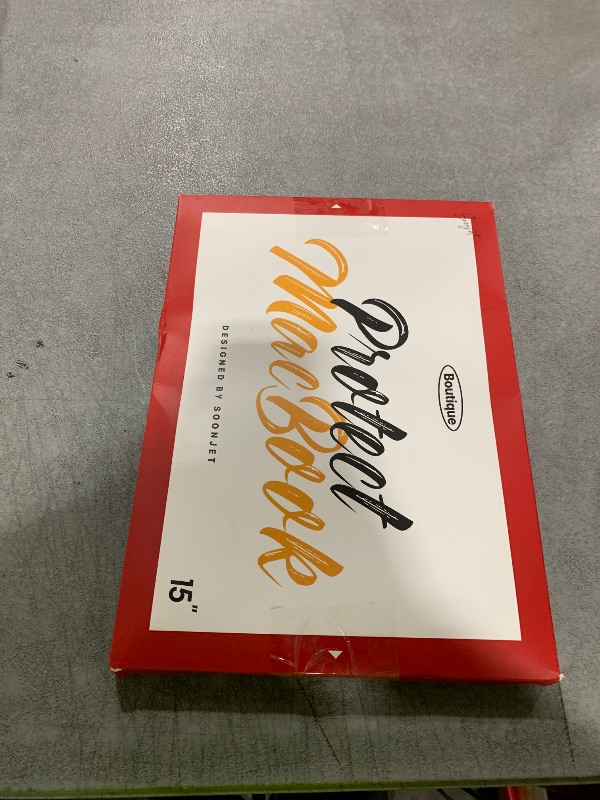 Boutique
Protect
MacBook
DESIGNED BY SOONJET
15"